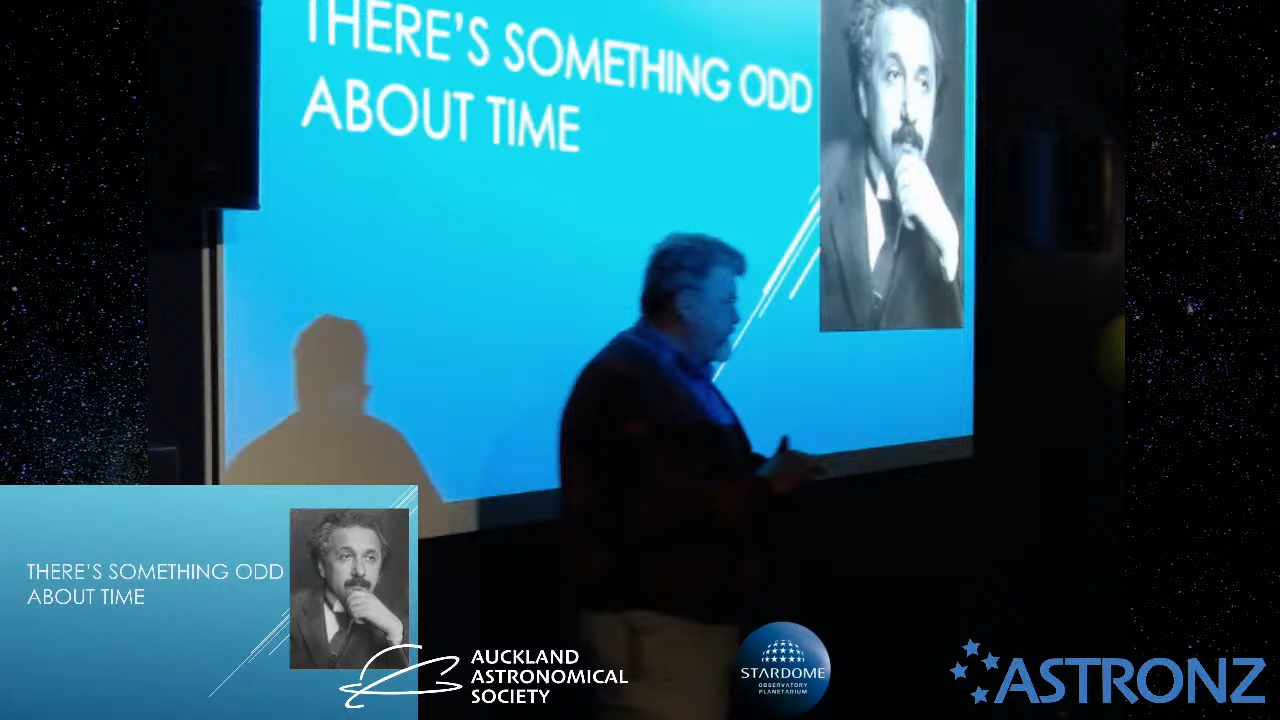 THERE'S SOMETHING ODD
ABOUT TIME
THERE'S SOMETHING ODD
ABOUT TIME
AUCKLAND
ASTRONOMICAL
SOCIETY
STARDOME
OBSERVATORY
PLANETARIUM
ASTRONZ